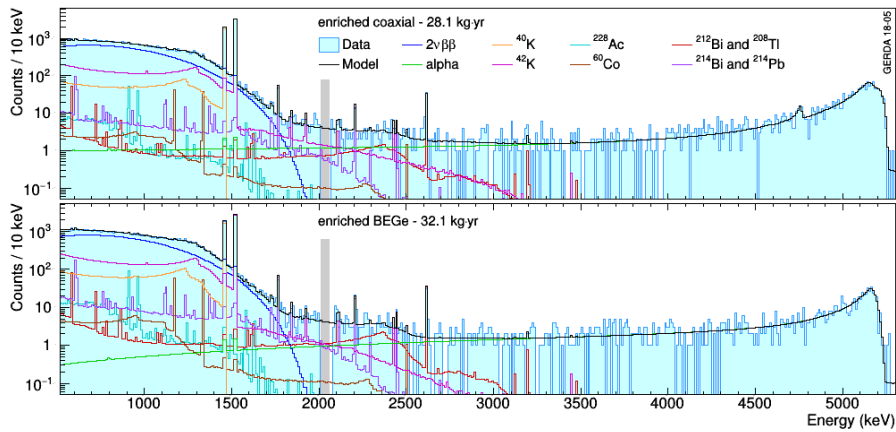 enriched coaxial - 28.1 kg·yr
Data 2νββ ⁴⁰K ²²⁸Ac ²¹²Bi and ²⁰⁸Tl
Model alpha ⁴²K ⁶⁰Co ²¹⁴Bi and ²¹⁴Pb
GERDA 18-05
Counts / 10 keV
10³
10²
10
1
10⁻¹
enriched BEGe - 32.1 kg·yr
Counts / 10 keV
10³
10²
10
1
10⁻¹
1000 1500 2000 2500 3000 3500 4000 4500 5000
Energy (keV)